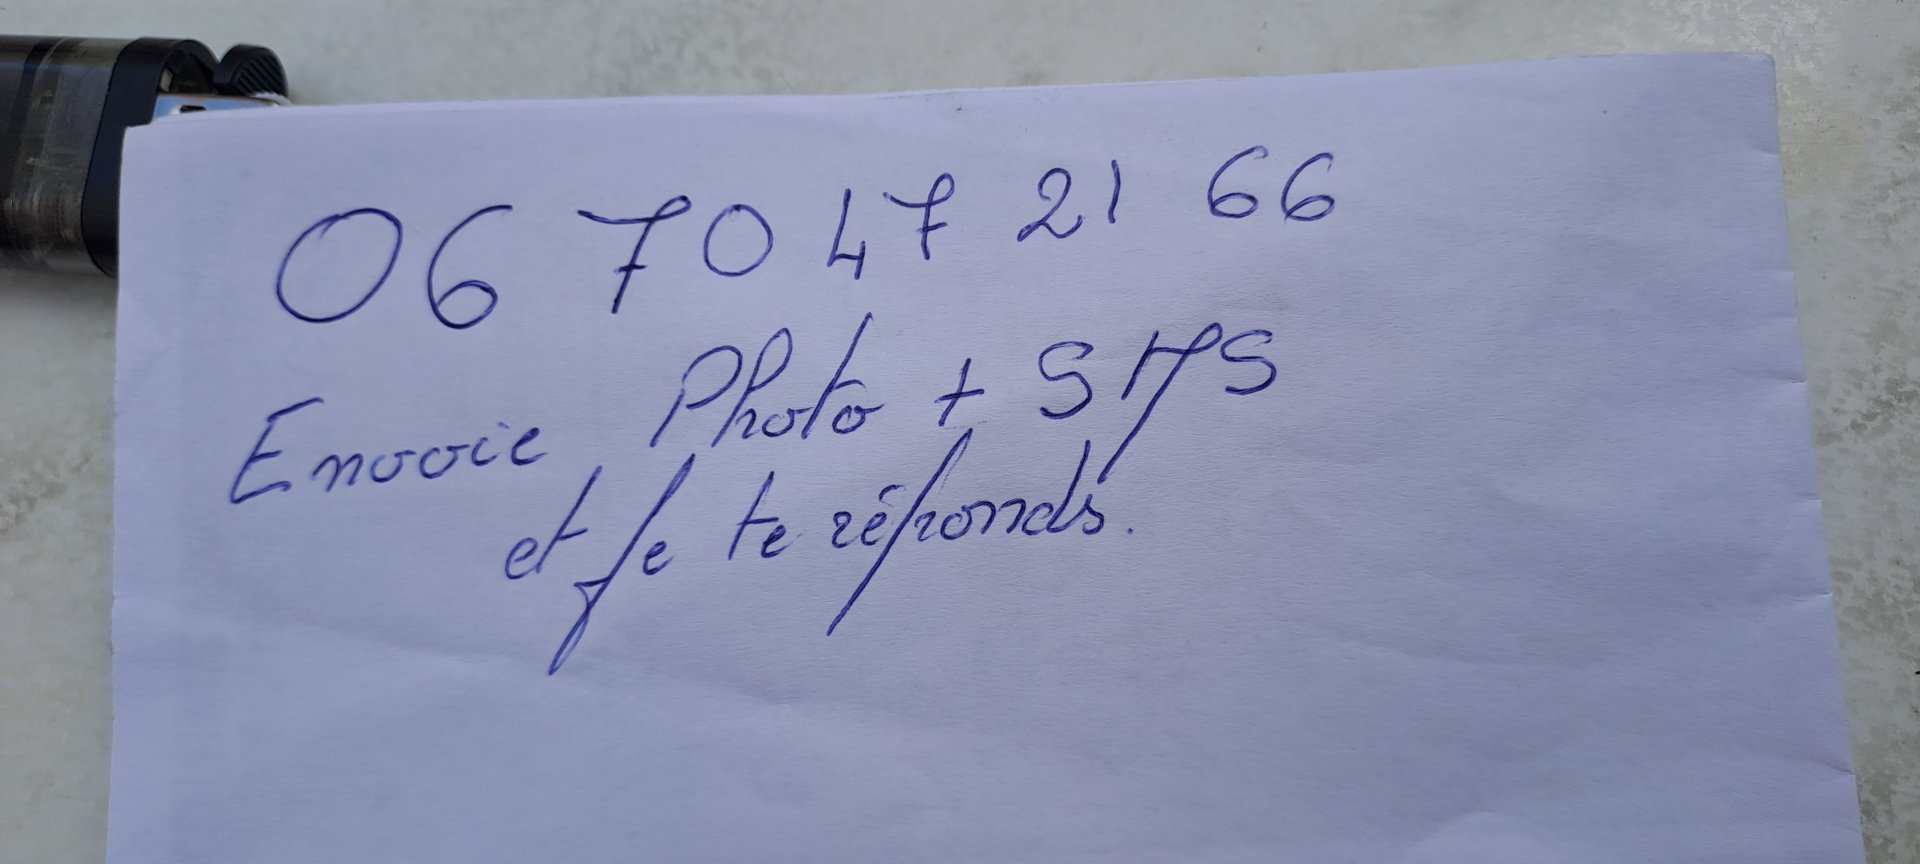 06 70 47 21 66
Envoie Photo + SMS
et je te réponds.